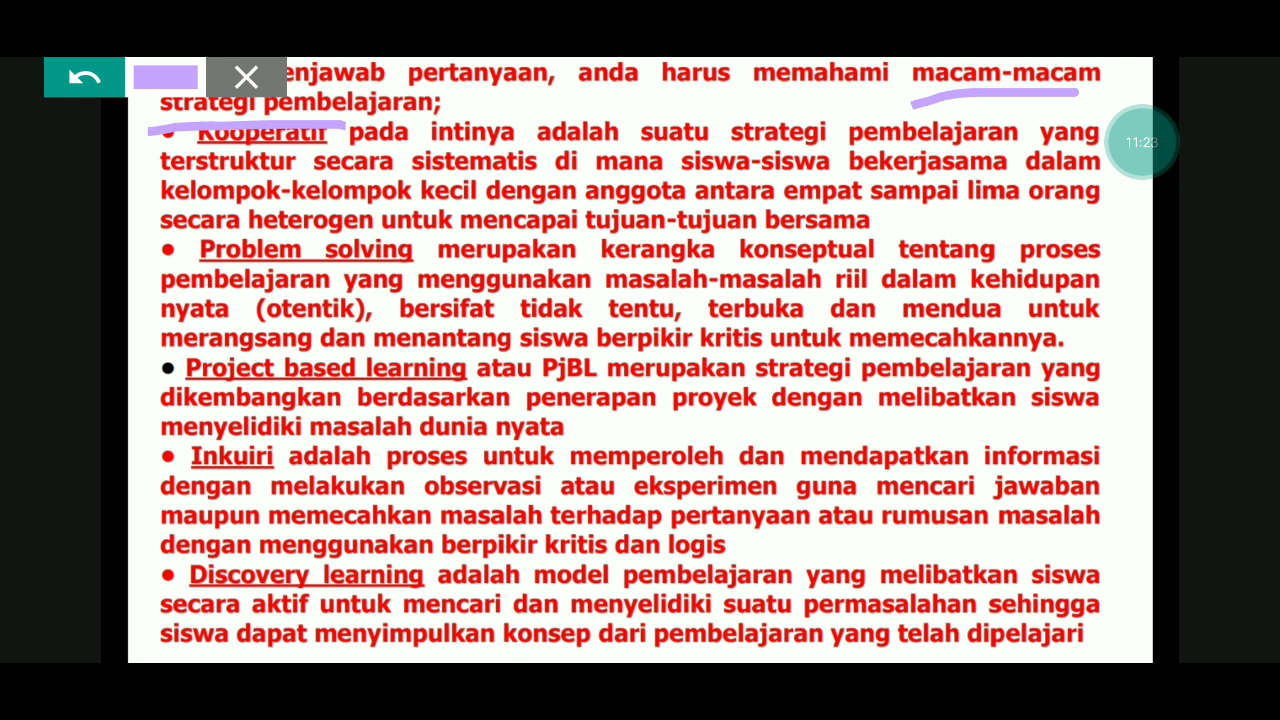 pertanyaan, anda harus memahami macam-macam
strategi pembelajaran;
• Kooperatif pada intinya adalah suatu strategi pembelajaran yang
terstruktur secara sistematis di mana siswa-siswa bekerjasama dalam
kelompok-kelompok kecil dengan anggota antara empat sampai lima orang
secara heterogen untuk mencapai tujuan-tujuan bersama
• Problem solving merupakan kerangka konseptual tentang proses
pembelajaran yang menggunakan masalah-masalah riil dalam kehidupan
nyata (otentik), bersifat tidak tentu, terbuka dan mendua untuk
merangsang dan menantang siswa berpikir kritis untuk memecahkannya.
• Project based learning atau PjBL merupakan strategi pembelajaran yang
dikembangkan berdasarkan penerapan proyek dengan melibatkan siswa
menyelidiki masalah dunia nyata
• Inkuiri adalah proses untuk memperoleh dan mendapatkan informasi
dengan melakukan observasi atau eksperimen guna mencari jawaban
maupun memecahkan masalah terhadap pertanyaan atau rumusan masalah
dengan menggunakan berpikir kritis dan logis
• Discovery learning adalah model pembelajaran yang melibatkan siswa
secara aktif untuk mencari dan menyelidiki suatu permasalahan sehingga
siswa dapat menyimpulkan konsep dari pembelajaran yang telah dipelajari
11:23